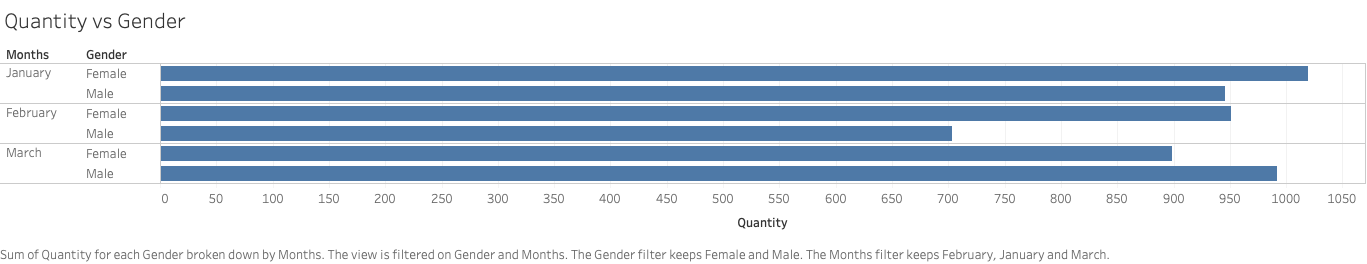 Quantity vs Gender
Months Gender
January Female
Male
February Female
Male
March Female
Male
0 50 100 150 200 250 300 350 400 450 500 550 600 650 700 750 800 850 900 950 1000 1050
Quantity
Sum of Quantity for each Gender broken down by Months. The view is filtered on Gender and Months. The Gender filter keeps Female and Male. The Months filter keeps February, January and March.